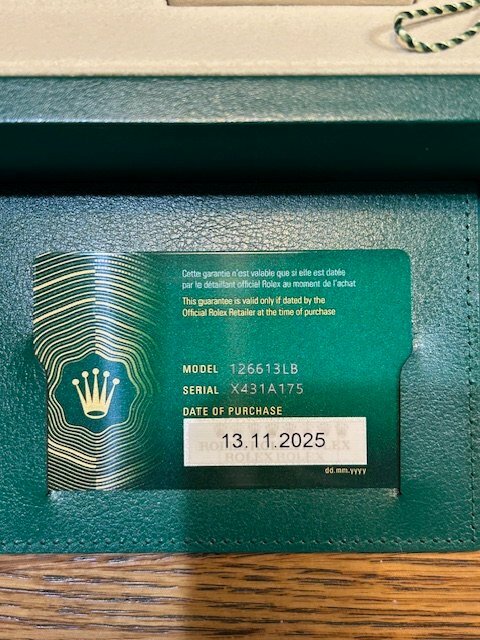 Cette garantie n'est valable que si elle est datée
par le détaillant officiel Rolex au moment de l'achat
This guarantee is valid only if dated by the
Official Rolex Retailer at the time of purchase
MODEL 126613LB
SERIAL X431A175
DATE OF PURCHASE
13.11.2025
ROLEX ROLEX
dd.mm.yyyy